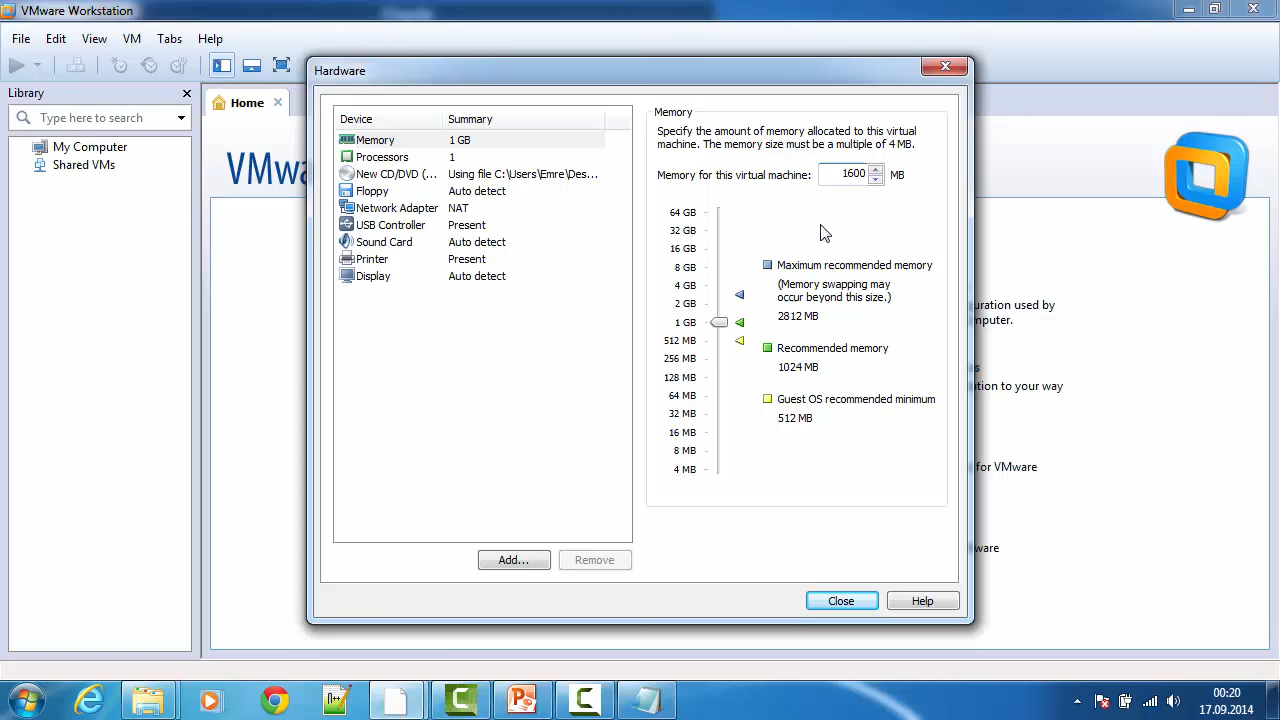 VMware Workstation
File Edit View VM Tabs Help
Library
Type here to search
My Computer
Shared VMs
Home
VM
Hardware
Device Summary
Memory 1 GB
Processors 1
New CD/DVD (... Using file C:\Users\Emre\Des...
Floppy Auto detect
Network Adapter NAT
USB Controller Present
Sound Card Auto detect
Printer Present
Display Auto detect
Add... Remove
Memory
Specify the amount of memory allocated to this virtual
machine. The memory size must be a multiple of 4 MB.
Memory for this virtual machine: 1600 MB
64 GB
32 GB
16 GB
8 GB
4 GB
2 GB
1 GB
512 MB
256 MB
128 MB
64 MB
32 MB
16 MB
8 MB
4 MB
Maximum recommended memory
(Memory swapping may
occur beyond this size.)
2812 MB
Recommended memory
1024 MB
Guest OS recommended minimum
512 MB
Close Help
uration used by
mputer.
s
tion to your way
for VMware
ware
00:20
17.09.2014